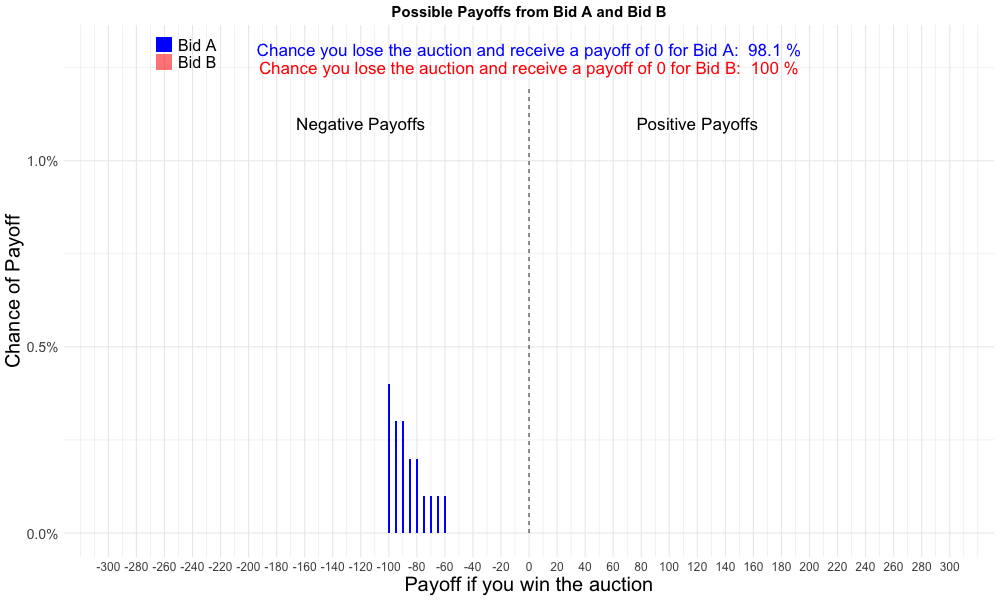 Possible Payoffs from Bid A and Bid B
Bid A
Bid B
Chance you lose the auction and receive a payoff of 0 for Bid A:  98.1 %
Chance you lose the auction and receive a payoff of 0 for Bid B:  100 %
Negative Payoffs
Positive Payoffs
Chance of Payoff
1.0%
0.5%
0.0%
-300 -280 -260 -240 -220 -200 -180 -160 -140 -120 -100 -80 -60 -40 -20 0 20 40 60 80 100 120 140 160 180 200 220 240 260 280 300
Payoff if you win the auction